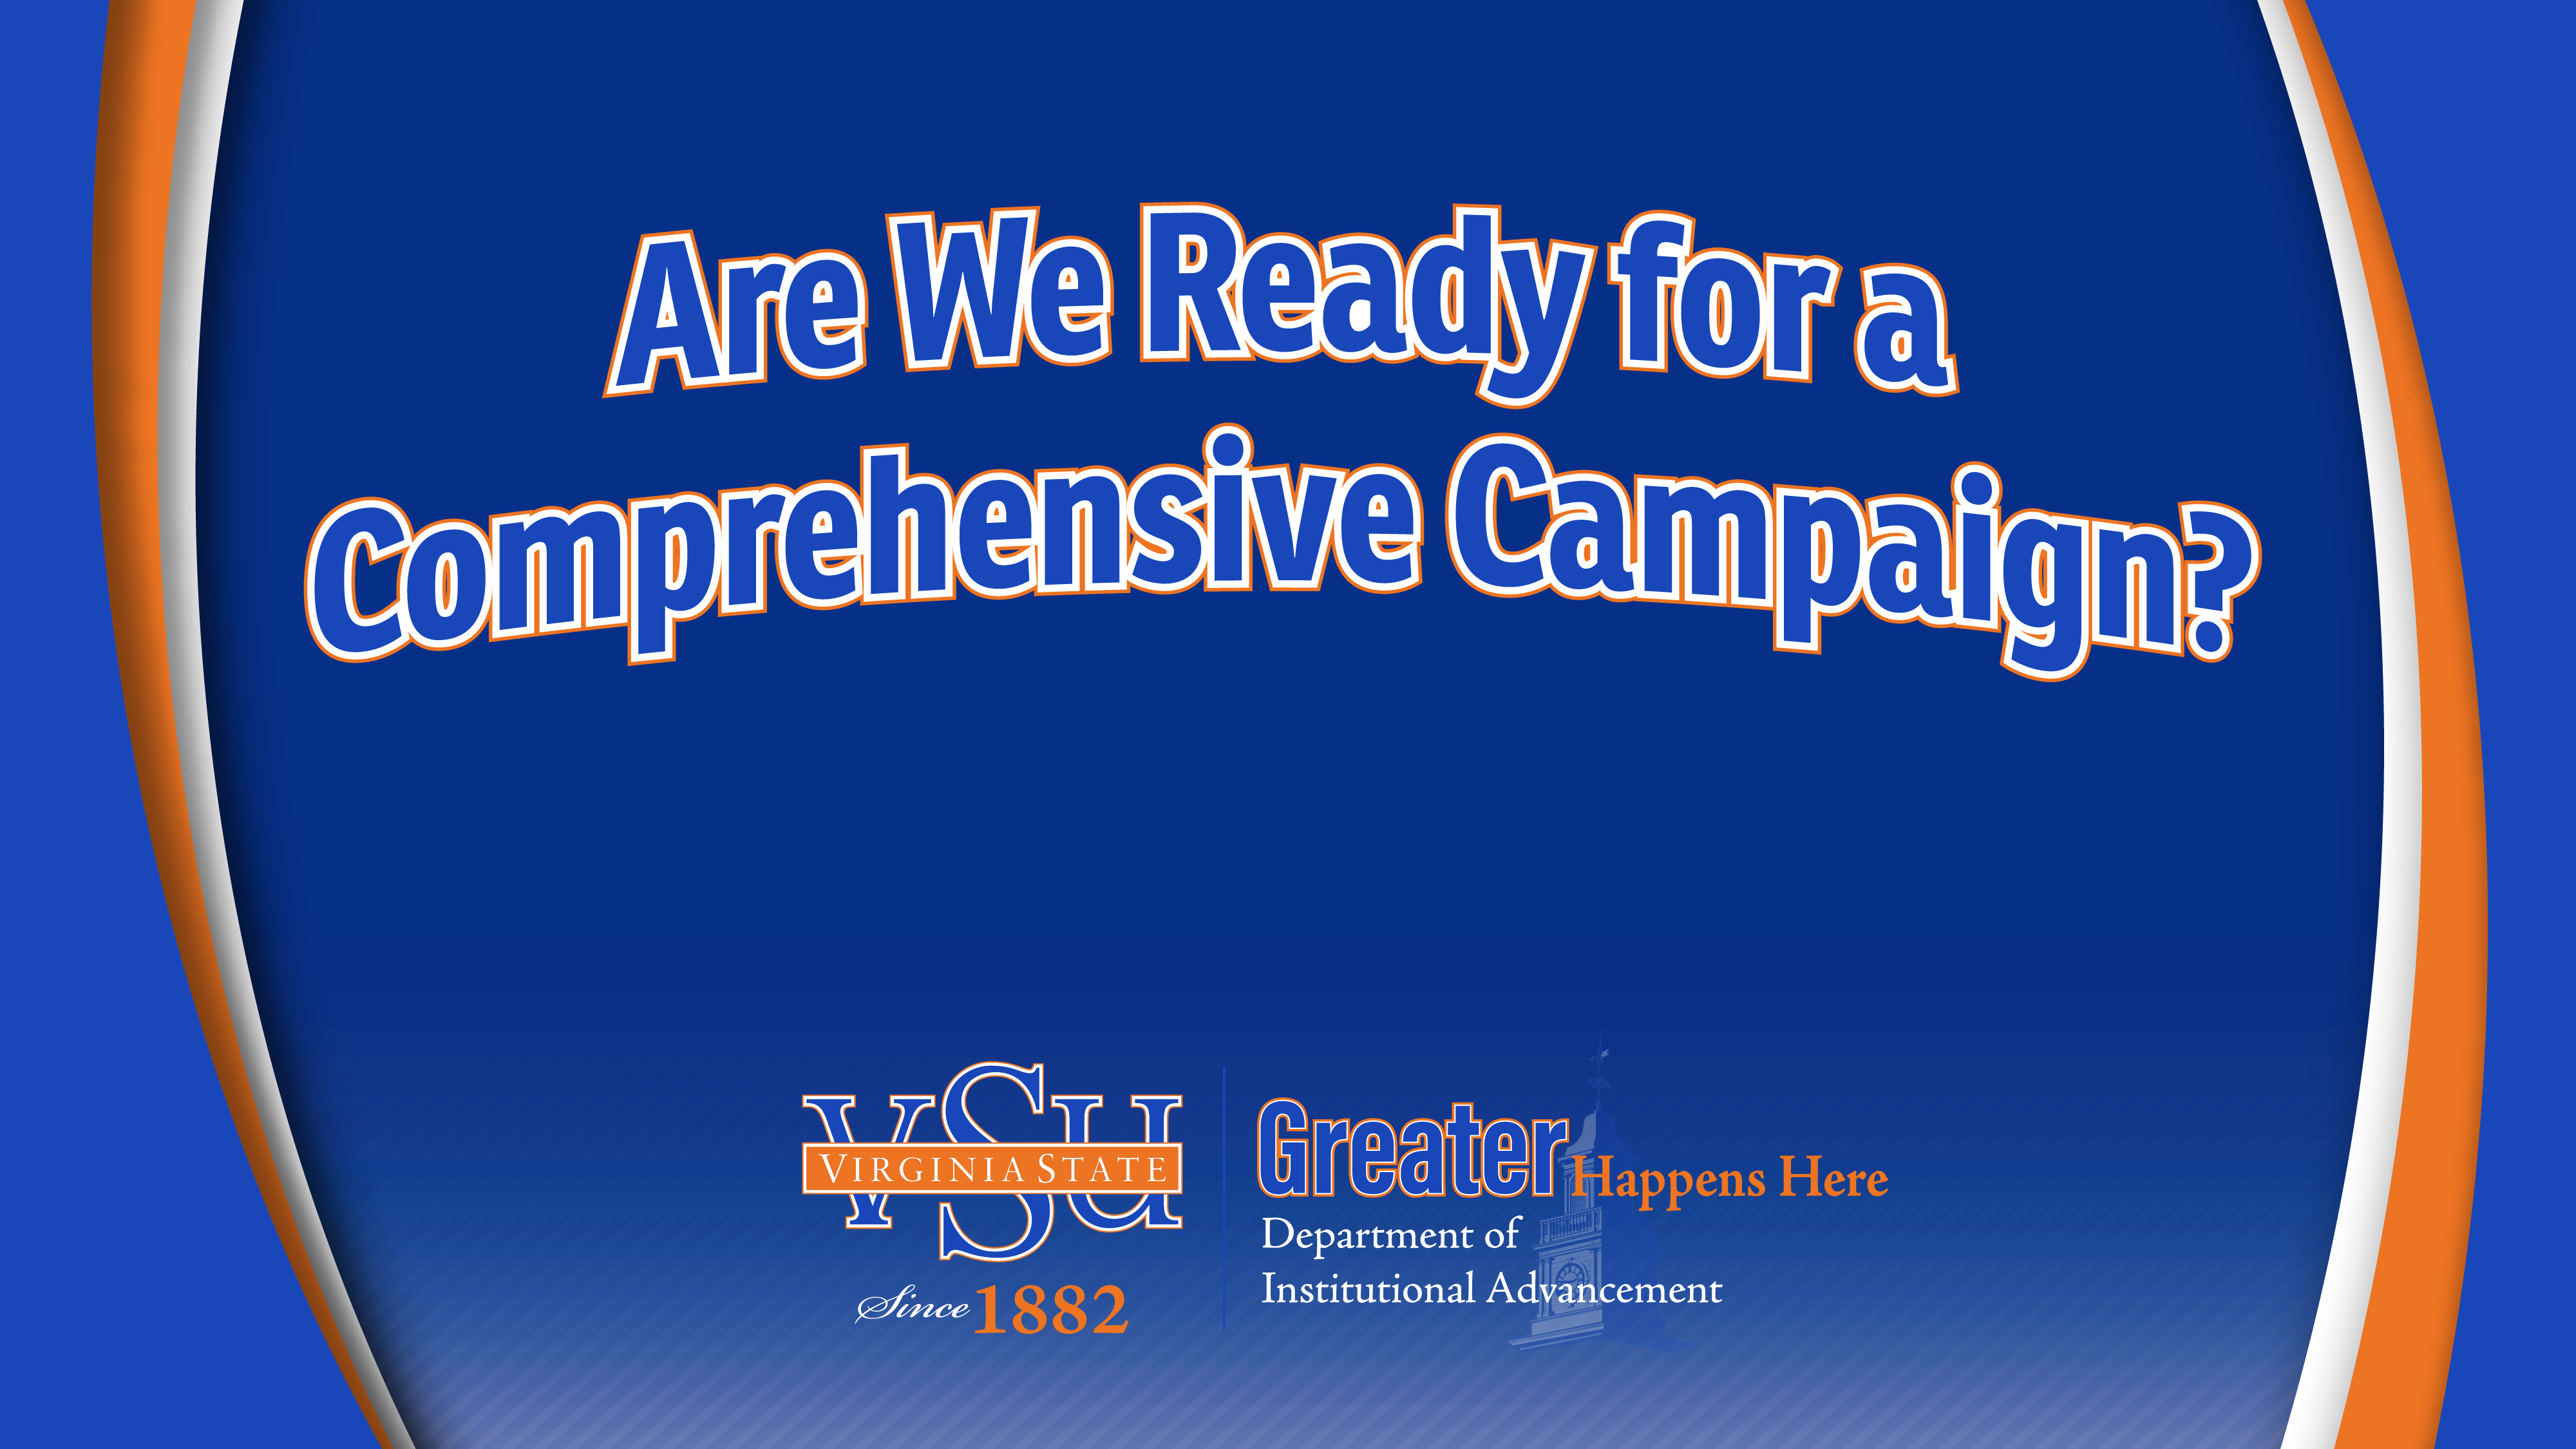 Are We Ready for a
Comprehensive Campaign?
VSU
VIRGINIA STATE
Since 1882
Greater Happens Here
Department of
Institutional Advancement